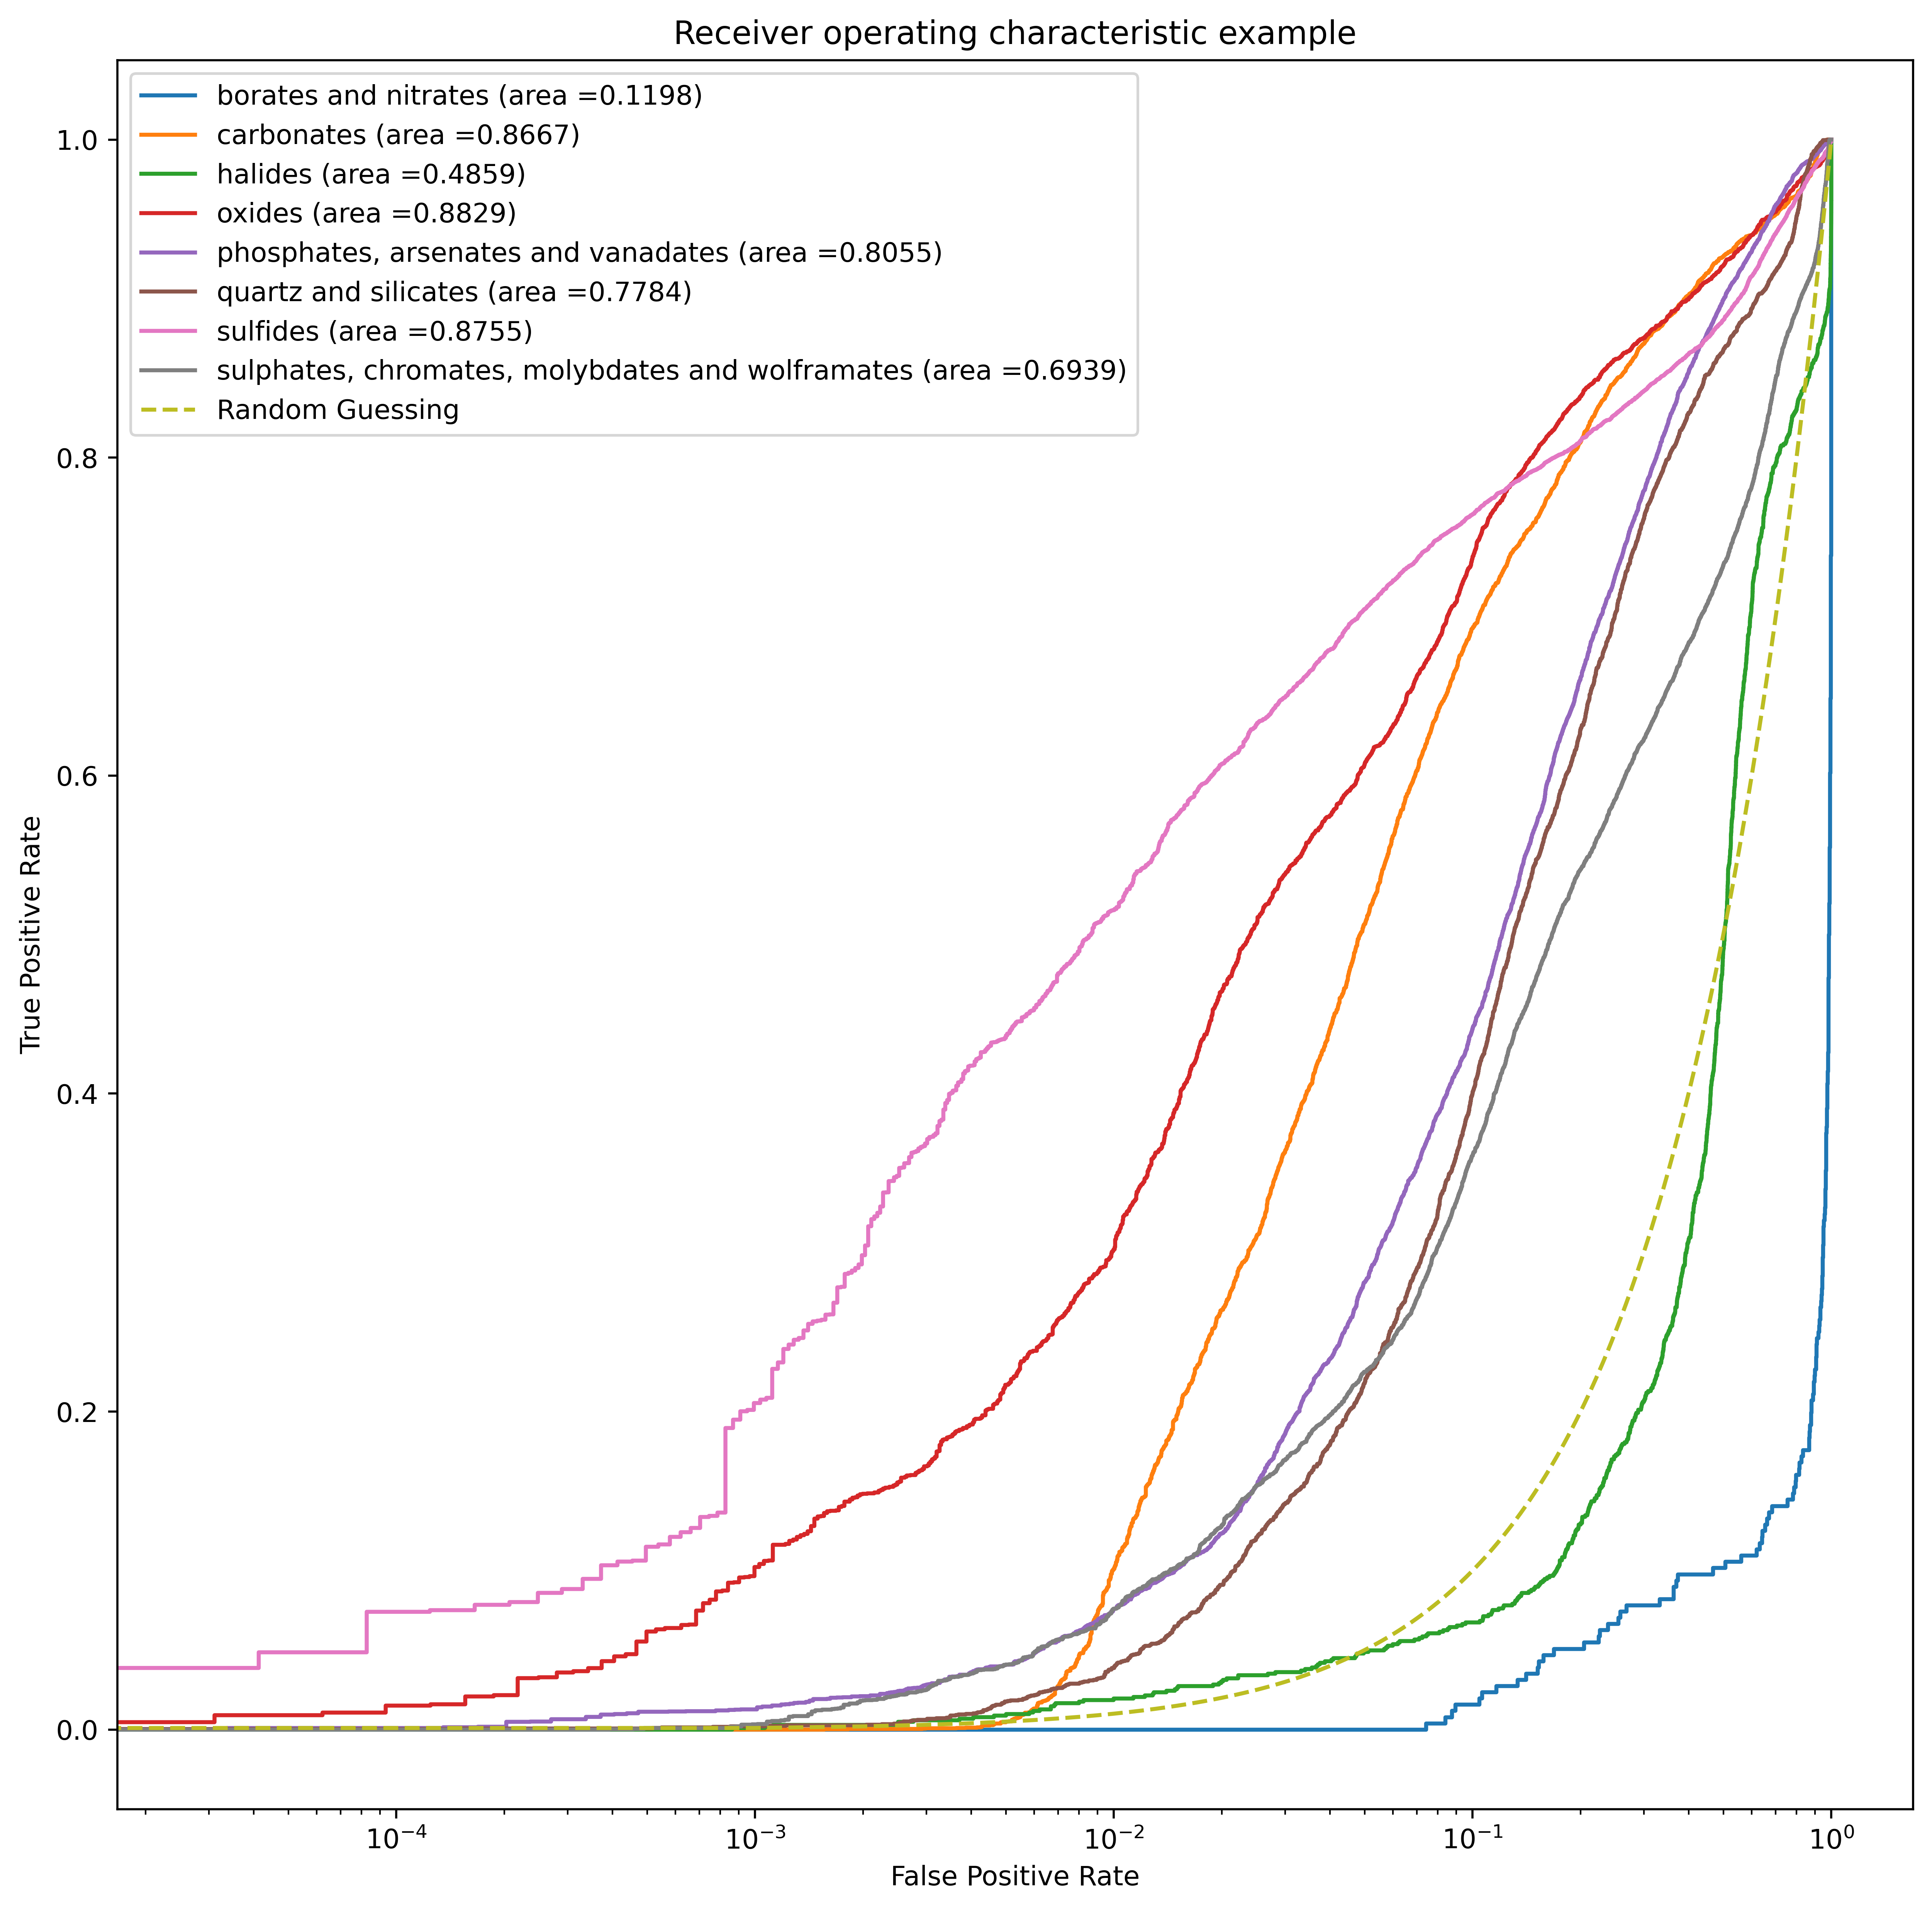 Receiver operating characteristic example
borates and nitrates (area =0.1198)
carbonates (area =0.8667)
halides (area =0.4859)
oxides (area =0.8829)
phosphates, arsenates and vanadates (area =0.8055)
quartz and silicates (area =0.7784)
sulfides (area =0.8755)
sulphates, chromates, molybdates and wolframates (area =0.6939)
Random Guessing
1.0
0.8
0.6
0.4
0.2
0.0
True Positive Rate
10⁻⁴ 10⁻³ 10⁻² 10⁻¹ 10⁰
False Positive Rate